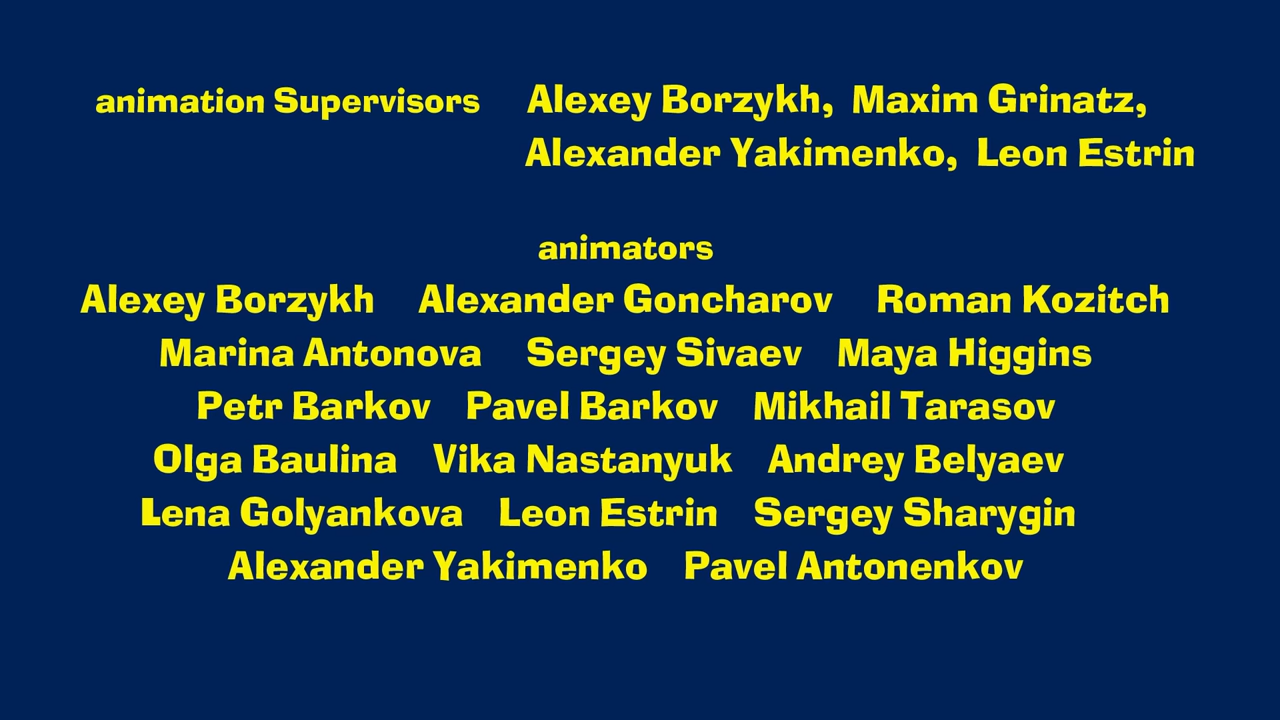 animation Supervisors Alexey Borzykh, Maxim Grinatz,
Alexander Yakimenko, Leon Estrin
animators
Alexey Borzykh Alexander Goncharov Roman Kozitch
Marina Antonova Sergey Sivaev Maya Higgins
Petr Barkov Pavel Barkov Mikhail Tarasov
Olga Baulina Vika Nastanyuk Andrey Belyaev
Lena Golyankova Leon Estrin Sergey Sharygin
Alexander Yakimenko Pavel Antonenkov